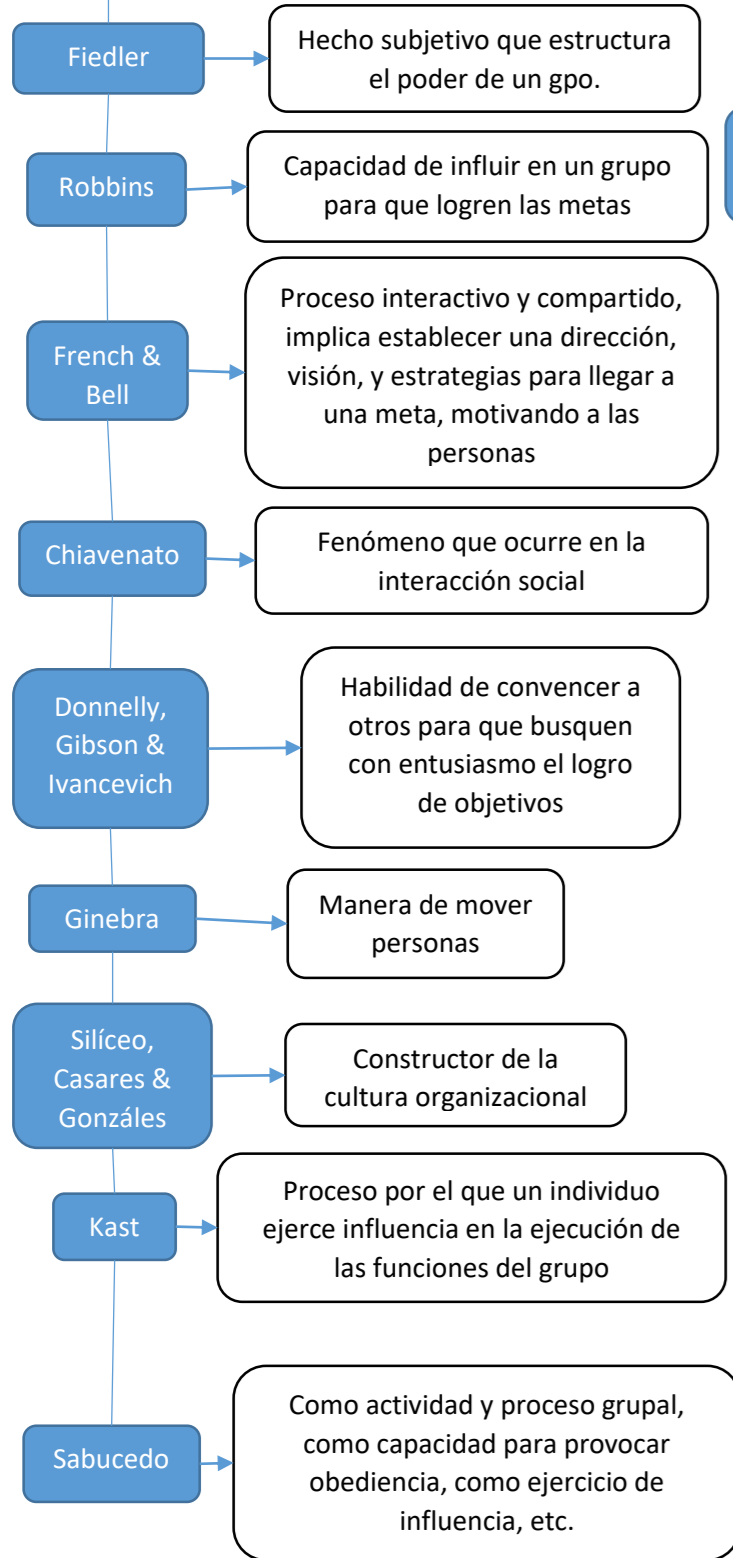 Fiedler
Hecho subjetivo que estructura
el poder de un gpo.
Robbins
Capacidad de influir en un grupo
para que logren las metas
French &
Bell
Proceso interactivo y compartido,
implica establecer una dirección,
visión, y estrategias para llegar a
una meta, motivando a las
personas
Chiavenato
Fenómeno que ocurre en la
interacción social
Donnelly,
Gibson &
Ivancevich
Habilidad de convencer a
otros para que busquen
con entusiasmo el logro
de objetivos
Ginebra
Manera de mover
personas
Silíceo,
Casares &
Gonzáles
Constructor de la
cultura organizacional
Kast
Proceso por el que un individuo
ejerce influencia en la ejecución de
las funciones del grupo
Sabucedo
Como actividad y proceso grupal,
como capacidad para provocar
obediencia, como ejercicio de
influencia, etc.